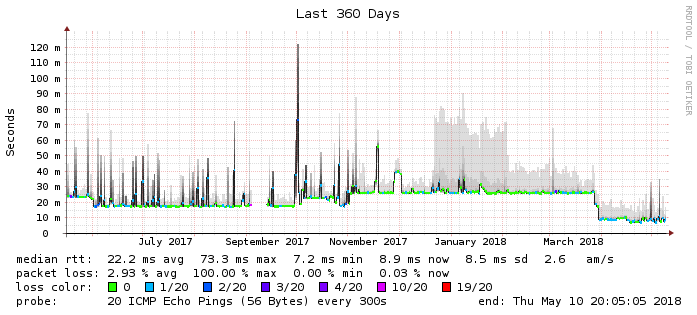 Last 360 Days
RRDTOOL / TOBI OETIKER
Seconds
120 m
110 m
100 m
90 m
80 m
70 m
60 m
50 m
40 m
30 m
20 m
10 m
0
July 2017 September 2017 November 2017 January 2018 March 2018
median rtt: 22.2 ms avg 73.3 ms max 7.2 ms min 8.9 ms now 8.5 ms sd 2.6 am/s
packet loss: 2.93 % avg 100.00 % max 0.00 % min 0.03 % now
loss color: 0 1/20 2/20 3/20 4/20 10/20 19/20
probe: 20 ICMP Echo Pings (56 Bytes) every 300s end: Thu May 10 20:05:05 2018